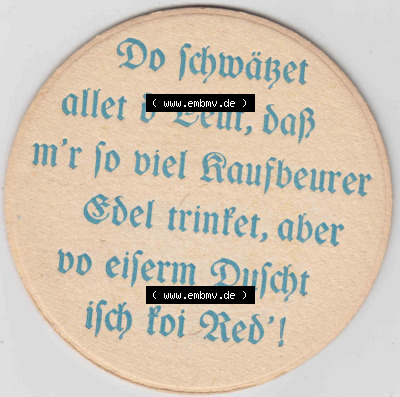 Do schwätzet
allet d' Leut, daß
( www.embmv.de )
m'r so viel Kaufbeurer
Edel trinket, aber
vo eiserm Duscht
( www.embmv.de )
isch koi Red'!